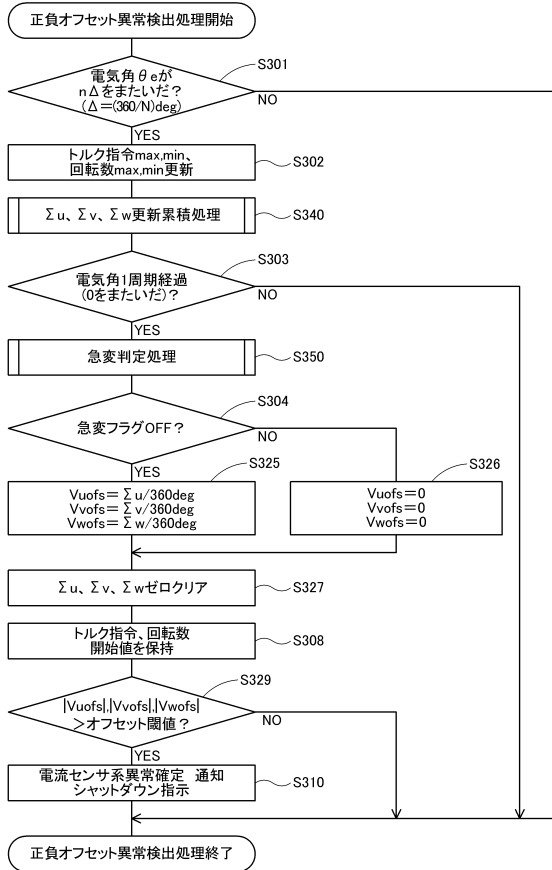 正負オフセット異常検出処理開始
電気角θeが
nΔをまたいだ？
(Δ＝(360/N)deg)
S301
NO
YES
トルク指令max,min、
回転数max,min更新
S302
Σu、Σv、Σw更新累積処理
S340
電気角1周期経過
(0をまたいだ)？
S303
NO
YES
急変判定処理
S350
急変フラグOFF？
S304
NO
YES
S325
Vuofs＝Σu/360deg
Vvofs＝Σv/360deg
Vwofs＝Σw/360deg
S326
Vuofs＝0
Vvofs＝0
Vwofs＝0
Σu、Σv、Σwゼロクリア
S327
トルク指令、回転数
開始値を保持
S308
|Vuofs|,|Vvofs|,|Vwofs|
＞オフセット閾値？
S329
NO
YES
電流センサ系異常確定　通知
シャットダウン指示
S310
正負オフセット異常検出処理終了